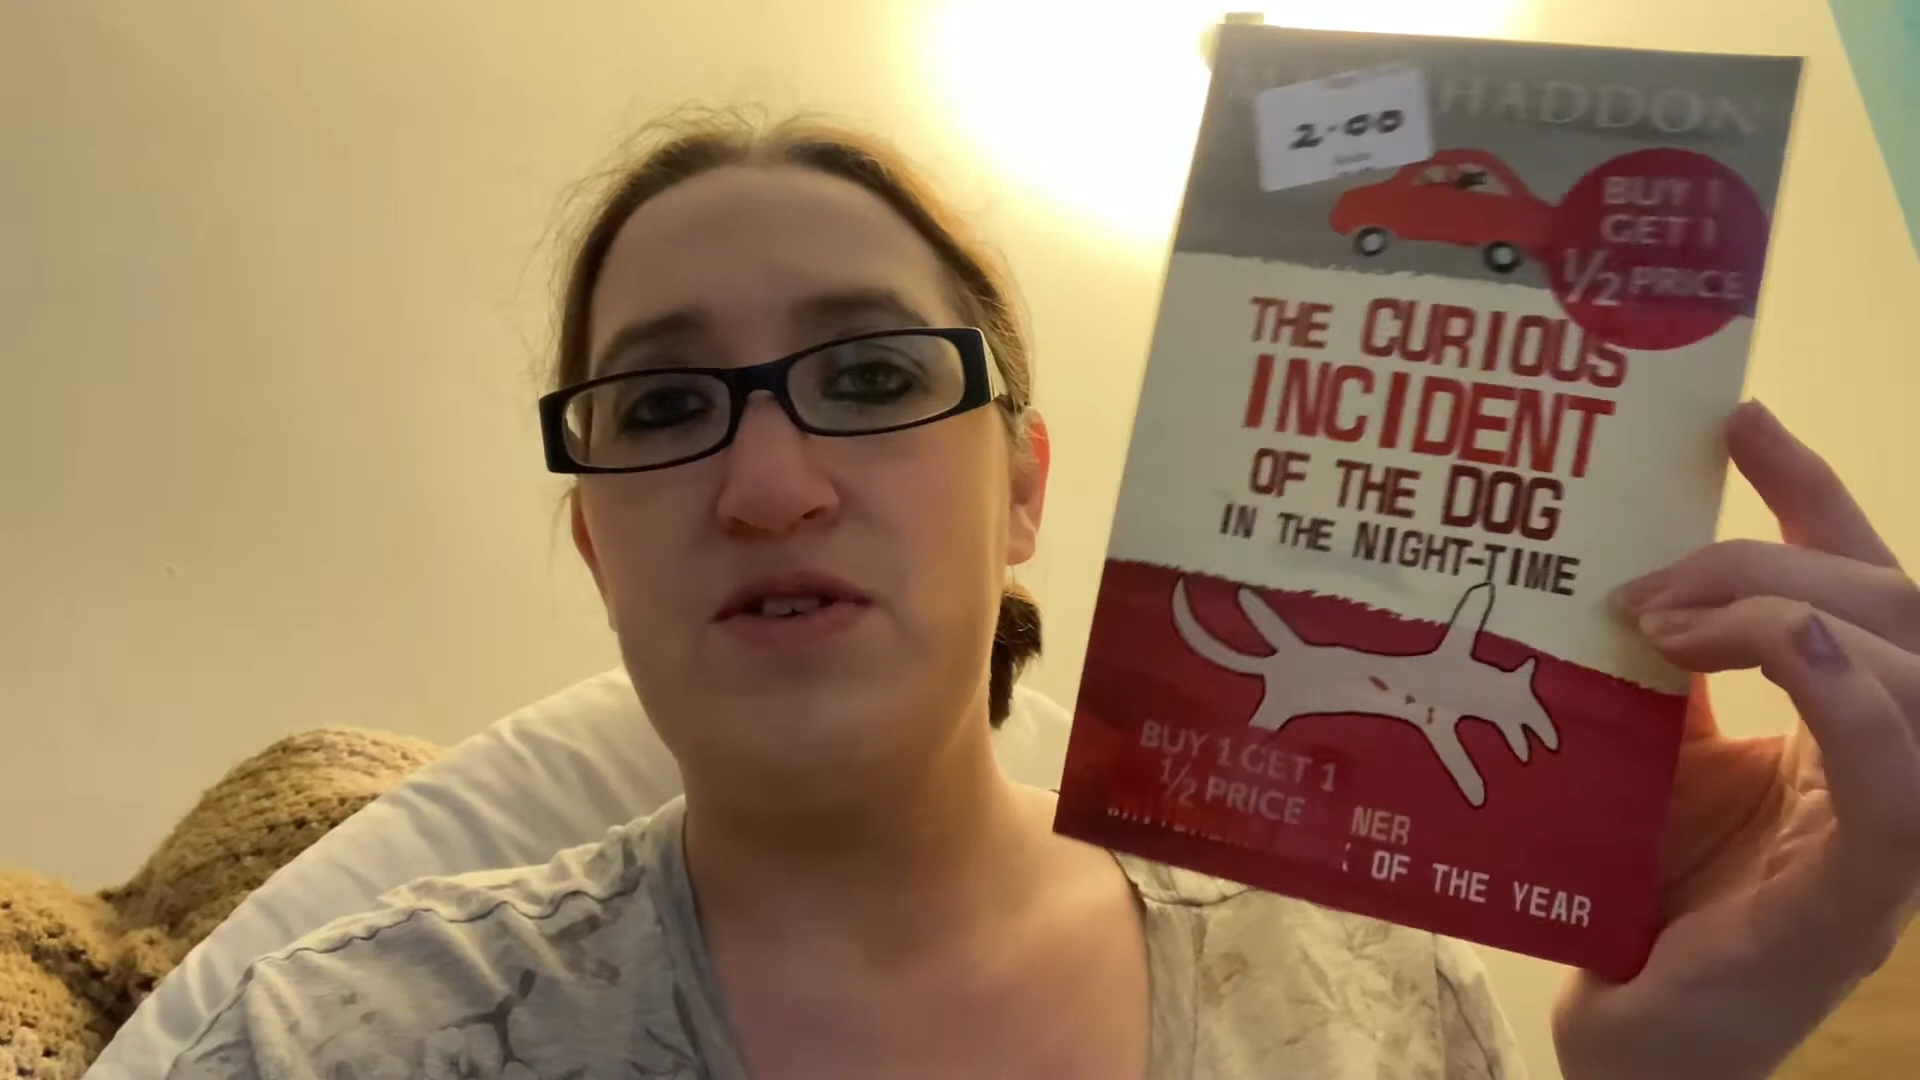 HADDON
2.00
BUY 1
GET 1
1/2 PRICE
THE CURIOUS
INCIDENT
OF THE DOG
IN THE NIGHT-TIME
BUY 1 GET 1
1/2 PRICE
NER
OF THE YEAR